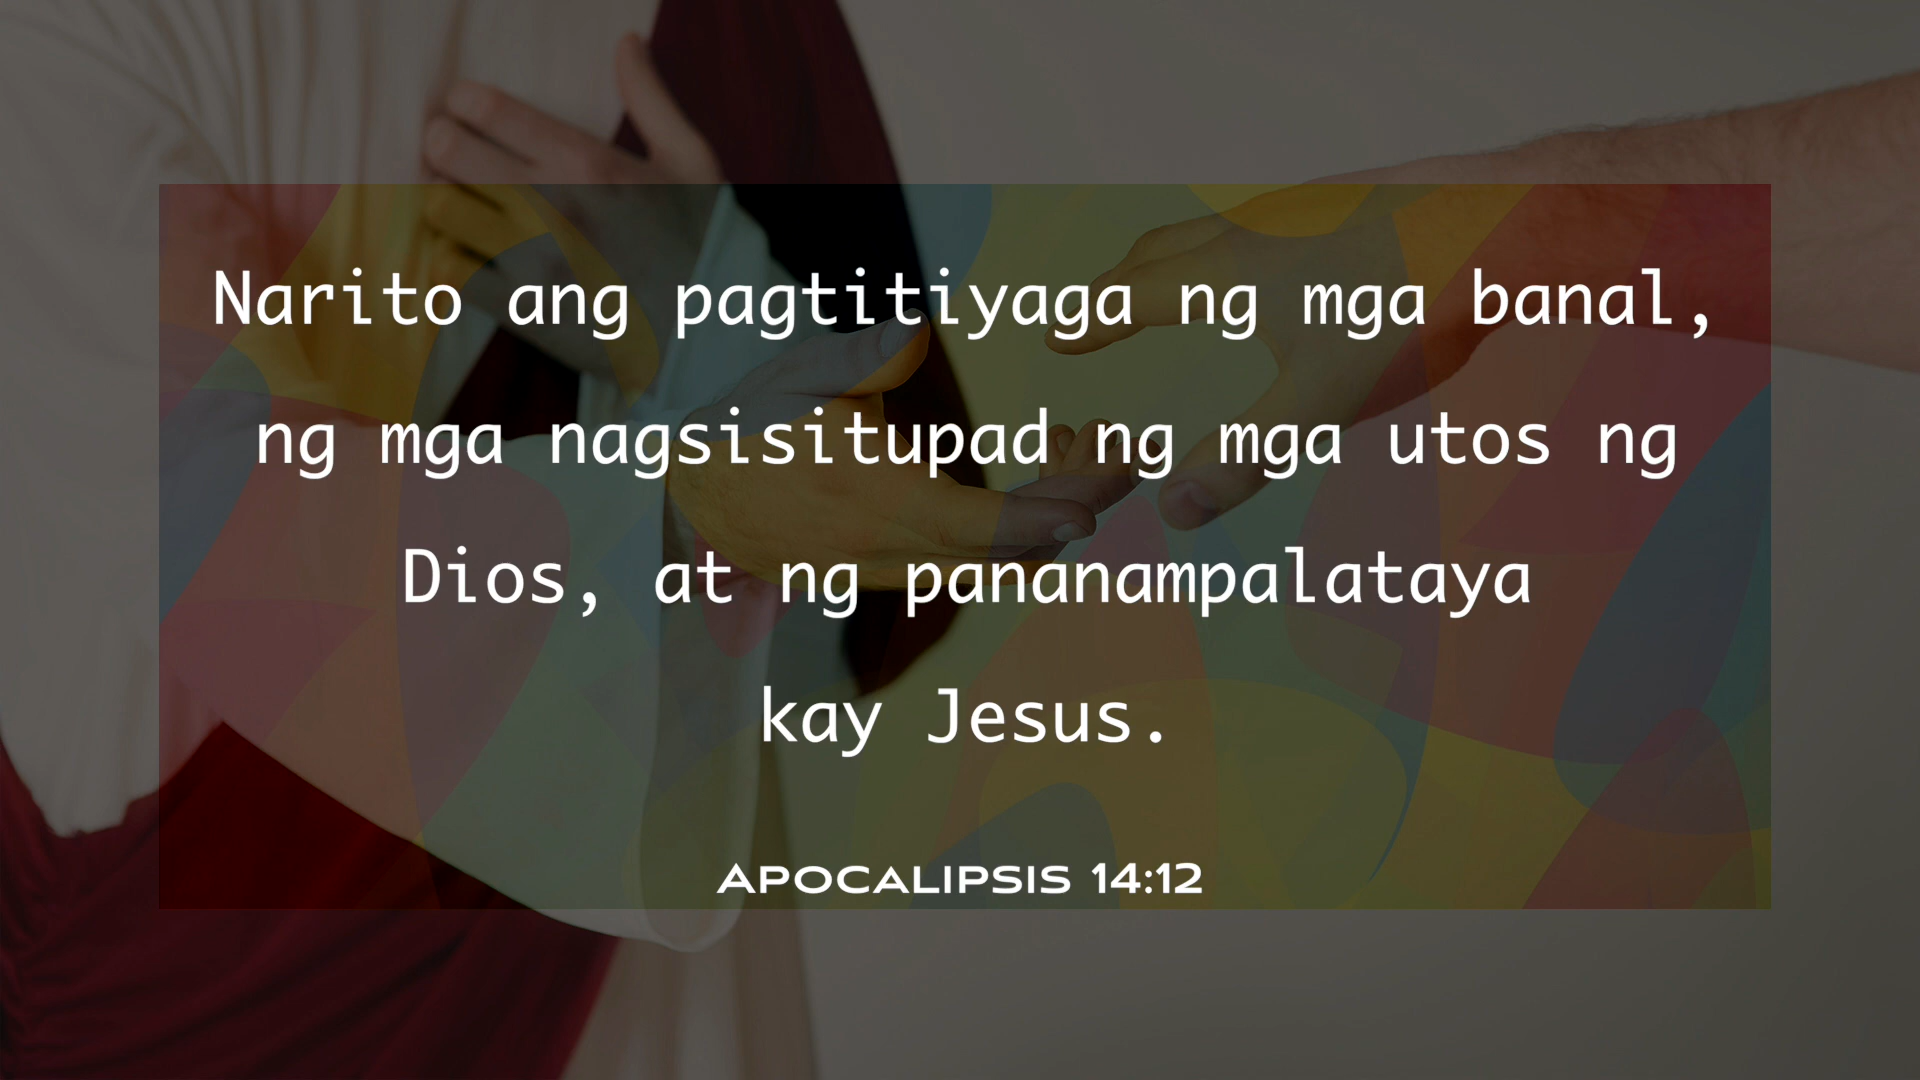 Narito ang pagtitiyaga ng mga banal,
ng mga nagsisitupad ng mga utos ng
Dios, at ng pananampalataya
kay Jesus.
APOCALIPSIS 14:12